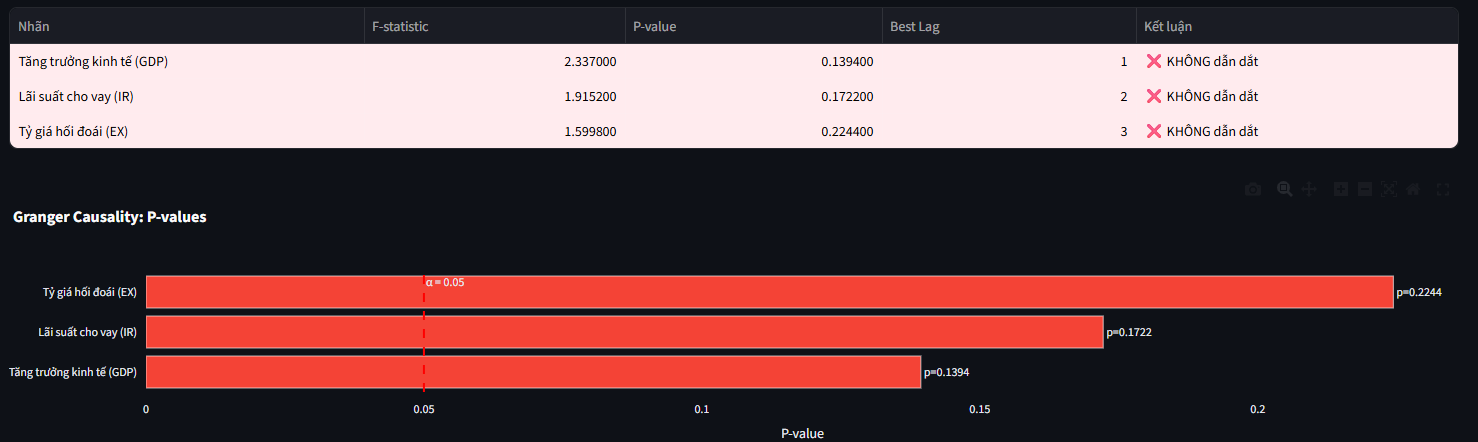 Nhãn F-statistic P-value Best Lag Kết luận
Tăng trưởng kinh tế (GDP) 2.337000 0.139400 1 ❌ KHÔNG dẫn dắt
Lãi suất cho vay (IR) 1.915200 0.172200 2 ❌ KHÔNG dẫn dắt
Tỷ giá hối đoái (EX) 1.599800 0.224400 3 ❌ KHÔNG dẫn dắt
Granger Causality: P-values
α = 0.05
Tỷ giá hối đoái (EX) p=0.2244
Lãi suất cho vay (IR) p=0.1722
Tăng trưởng kinh tế (GDP) p=0.1394
0 0.05 0.1 0.15 0.2
P-value